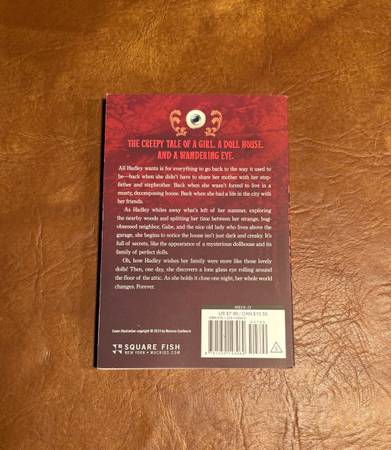 THE CREEPY TALE OF A GIRL, A DOLL HOUSE,
AND A WANDERING EYE.
All Hadley wants is for everything to go back to the way it used to
be—back when she didn't have to share her mother with her step-
father and stepbrother. Back when she wasn't forced to live in a
musty, decomposing house. Back when she had a life in the city with
her friends.
As Hadley whiles away what's left of her summer, exploring
the nearby woods and splitting her time between her strange, bug-
obsessed neighbor, Gabe, and the nice old lady who lives above the
garage, she begins to notice the house isn't just dark and creaky. It's
full of secrets, like the appearance of a mysterious dollhouse and its
family of perfect dolls.
Oh, how Hadley wishes her family were more like those lovely
dolls! Then, one day, she discovers a lone glass eye rolling around
the floor of the attic. As she holds it close one night, her whole world
changes. Forever.
US $7.99 / CAN $10.50
SQUARE FISH
NEW YORK • MACKIDS.COM